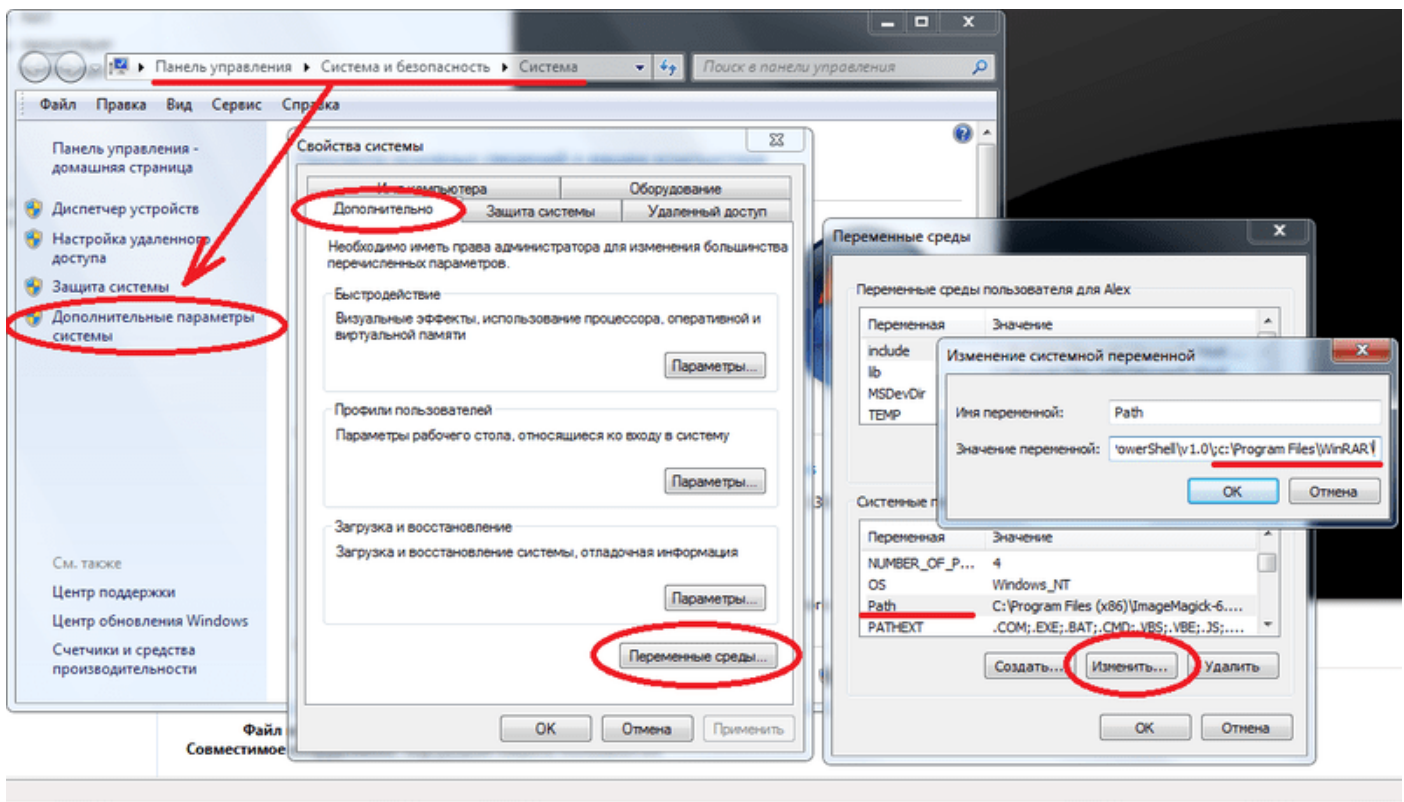 Панель управления ▸ Система и безопасность ▸ Система
Поиск в панели управления
Файл Правка Вид Сервис Справка
Панель управления -
домашняя страница
Диспетчер устройств
Настройка удаленного
доступа
Защита системы
Дополнительные параметры
системы
См. также
Центр поддержки
Центр обновления Windows
Счетчики и средства
производительности
Файл
Совместимое
Свойства системы
Имя компьютера Оборудование
Дополнительно Защита системы Удаленный доступ
Необходимо иметь права администратора для изменения большинства
перечисленных параметров.
Быстродействие
Визуальные эффекты, использование процессора, оперативной и
виртуальной памяти
Параметры...
Профили пользователей
Параметры рабочего стола, относящиеся ко входу в систему
Параметры...
Загрузка и восстановление
Загрузка и восстановление системы, отладочная информация
Параметры...
Переменные среды...
OK Отмена Применить
Переменные среды
Переменные среды пользователя для Alex
Переменная Значение
include
lib
MSDevDir
TEMP
Изменение системной переменной
Имя переменной: Path
Значение переменной: owerShell\v1.0\;c:\Program Files\WinRAR\
OK Отмена
Системные п
Переменная Значение
NUMBER_OF_P... 4
OS Windows_NT
Path C:\Program Files (x86)\ImageMagick-6....
PATHEXT .COM;.EXE;.BAT;.CMD;.VBS;.VBE;.JS;....
Создать... Изменить... Удалить
OK Отмена